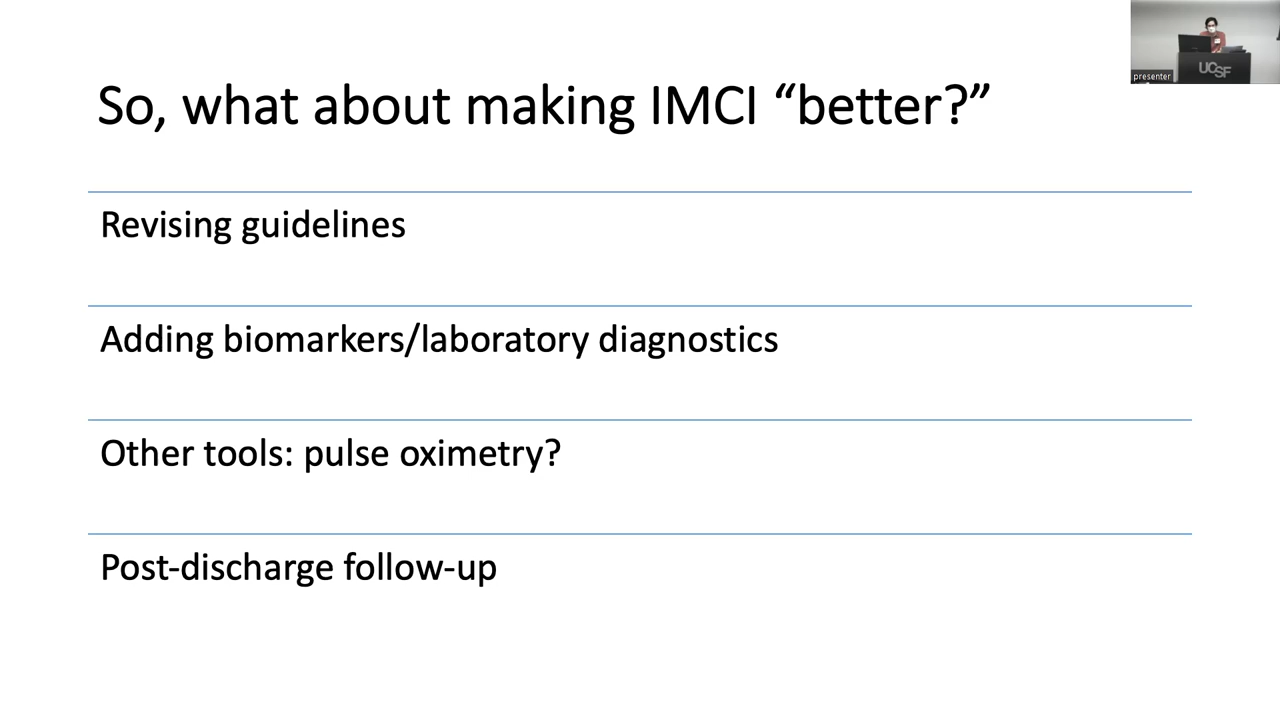 So, what about making IMCI “better?”
Revising guidelines
Adding biomarkers/laboratory diagnostics
Other tools: pulse oximetry?
Post-discharge follow-up
presenter
UCSF